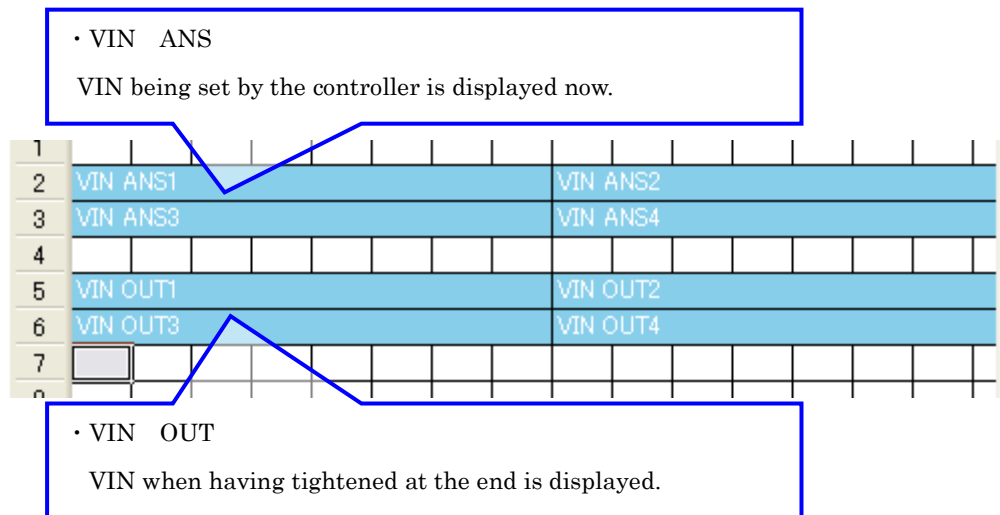 ・VIN ANS
VIN being set by the controller is displayed now.
1
2 VIN ANS1 VIN ANS2
3 VIN ANS3 VIN ANS4
4
5 VIN OUT1 VIN OUT2
6 VIN OUT3 VIN OUT4
7
・VIN OUT
VIN when having tightened at the end is displayed.